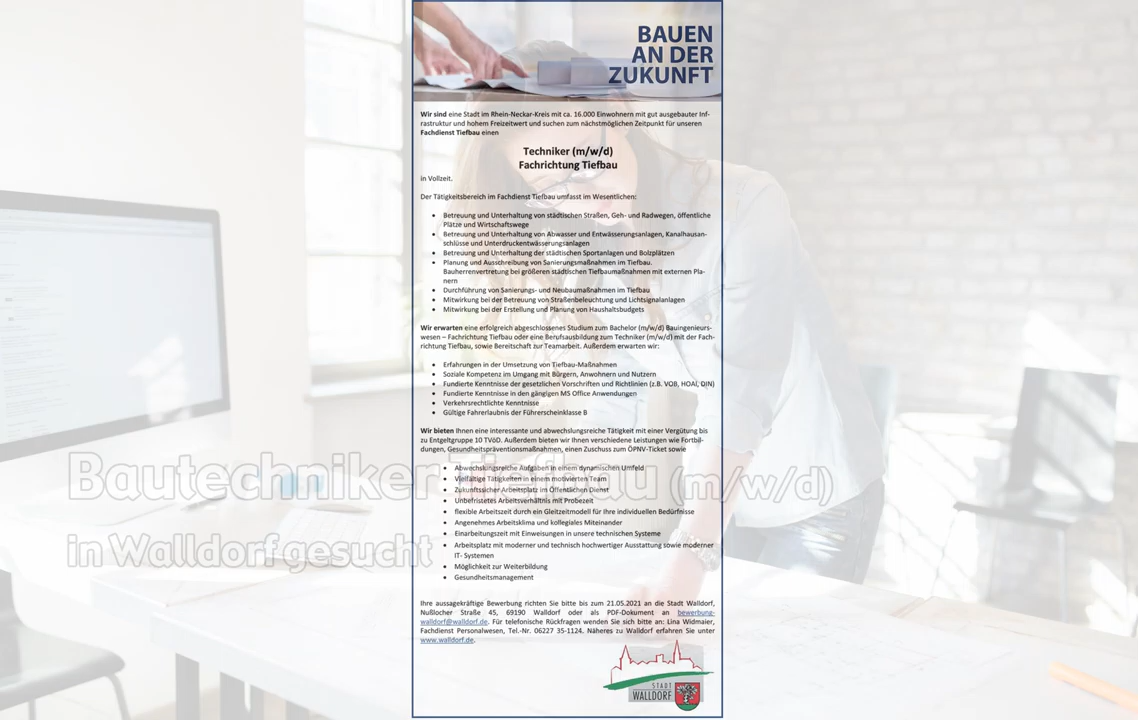 BAUEN
AN DER
ZUKUNFT
Wir sind eine Stadt im Rhein-Neckar-Kreis mit ca. 16.000 Einwohnern mit gut ausgebauter Inf-
rastruktur und hohem Freizeitwert und suchen zum nächstmöglichen Zeitpunkt für unseren
Fachdienst Tiefbau einen
Techniker (m/w/d)
Fachrichtung Tiefbau
in Vollzeit.
Der Tätigkeitsbereich im Fachdienst Tiefbau umfasst im Wesentlichen:
• Betreuung und Unterhaltung von städtischen Straßen, Geh- und Radwegen, öffentliche
Plätze und Wirtschaftswege
• Betreuung und Unterhaltung von Abwasser und Entwässerungsanlagen, Kanalhausan-
schlüsse und Unterdruckentwässerungsanlagen
• Betreuung und Unterhaltung der städtischen Sportanlagen und Bolzplätzen
• Planung und Ausschreibung von Sanierungsmaßnahmen im Tiefbau.
Bauherrenvertretung bei größeren städtischen Tiefbaumaßnahmen mit externen Pla-
nern
• Durchführung von Sanierungs- und Neubaumaßnahmen im Tiefbau
• Mitwirkung bei der Betreuung von Straßenbeleuchtung und Lichtsignalanlagen
• Mitwirkung bei der Erstellung und Planung von Haushaltsbudgets
Wir erwarten eine erfolgreich abgeschlossenes Studium zum Bachelor (m/w/d) Bauingenieurs-
wesen – Fachrichtung Tiefbau oder eine Berufsausbildung zum Techniker (m/w/d) mit der Fach-
richtung Tiefbau, sowie Bereitschaft zur Teamarbeit. Außerdem erwarten wir:
• Erfahrungen in der Umsetzung von Tiefbau-Maßnahmen
• Soziale Kompetenz im Umgang mit Bürgern, Anwohnern und Nutzern
• Fundierte Kenntnisse der gesetzlichen Vorschriften und Richtlinien (z.B. VOB, HOAI, DIN)
• Fundierte Kenntnisse in den gängigen MS Office Anwendungen
• Verkehrsrechtlichte Kenntnisse
• Gültige Fahrerlaubnis der Führerscheinklasse B
Wir bieten Ihnen eine interessante und abwechslungsreiche Tätigkeit mit einer Vergütung bis
zu Entgeltgruppe 10 TVöD. Außerdem bieten wir Ihnen verschiedene Leistungen wie Fortbil-
dungen, Gesundheitspräventionsmaßnahmen, einen Zuschuss zum ÖPNV-Ticket sowie
• Abwechslungsreiche Aufgaben in einem dynamischen Umfeld
• Vielfältige Tätigkeiten in einem motivierten Team
• Zukunftssicher Arbeitsplatz im Öffentlichen Dienst
• Unbefristetes Arbeitsverhältnis mit Probezeit
• flexible Arbeitszeit durch ein Gleitzeitmodell für Ihre individuellen Bedürfnisse
• Angenehmes Arbeitsklima und kollegiales Miteinander
• Einarbeitungszeit mit Einweisungen in unsere technischen Systeme
• Arbeitsplatz mit moderner und technisch hochwertiger Ausstattung sowie moderner
IT- Systemen
• Möglichkeit zur Weiterbildung
• Gesundheitsmanagement
Bautechniker Tiefbau (m/w/d)
in Walldorf gesucht
Ihre aussagekräftige Bewerbung richten Sie bitte bis zum 21.05.2021 an die Stadt Walldorf,
Nußlocher Straße 45, 69190 Walldorf oder als PDF-Dokument an bewerbung-
walldorf@walldorf.de. Für telefonische Rückfragen wenden Sie sich bitte an: Lina Widmaier,
Fachdienst Personalwesen, Tel.-Nr. 06227 35-1124. Näheres zu Walldorf erfahren Sie unter
www.walldorf.de.
STADT
WALLDORF